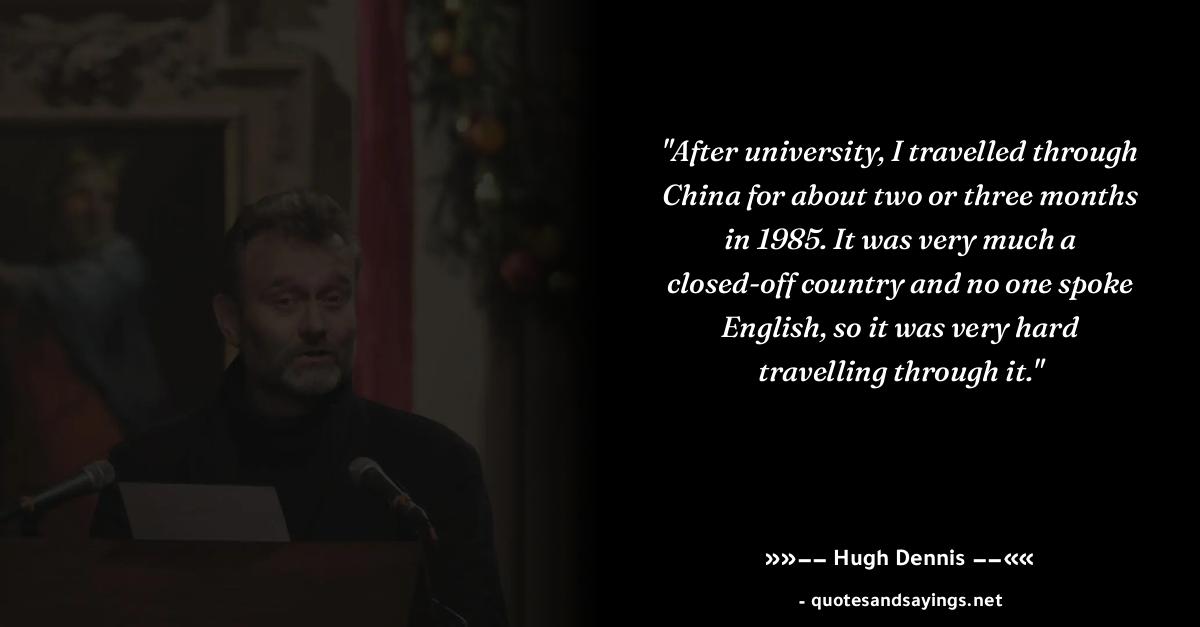 "After university, I travelled through
China for about two or three months
in 1985. It was very much a
closed-off country and no one spoke
English, so it was very hard
travelling through it."
»»−− Hugh Dennis −−««
- quotesandsayings.net